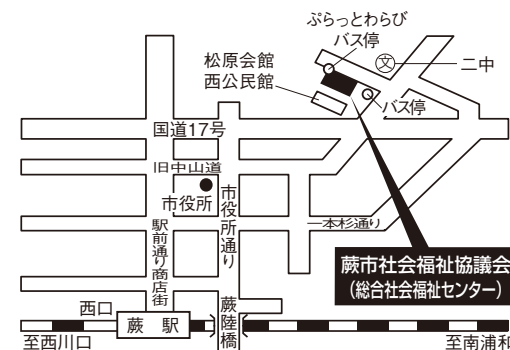 ぷらっとわらび
バス停
松原会館
西公民館
文
二中
バス停
国道17号
旧中山道
市役所
市役所通り
一本杉通り
駅前通り商店街
蕨市社会福祉協議会
(総合社会福祉センター)
西口
蕨駅
蕨陸橋
至西川口
至南浦和